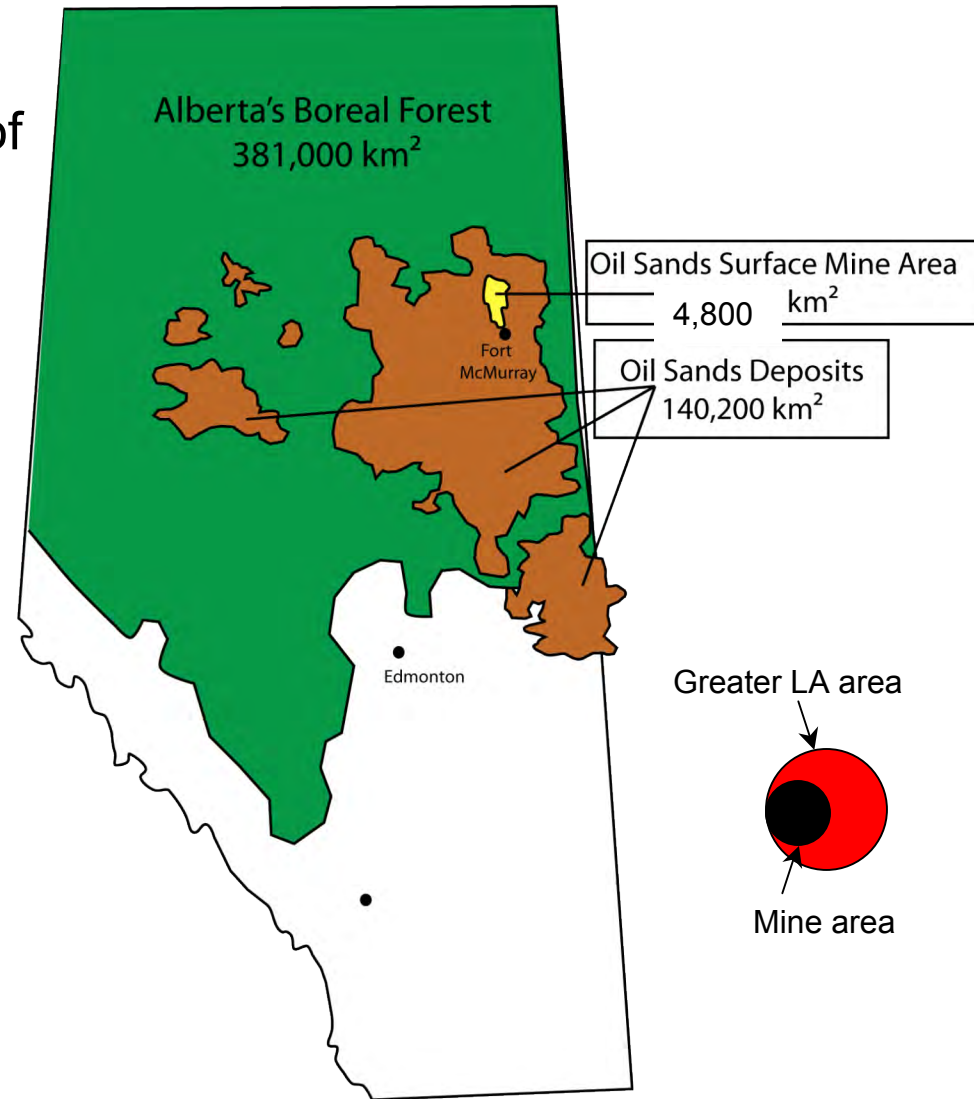 of
Alberta's Boreal Forest
381,000 km²
Oil Sands Surface Mine Area
4,800 km²
Fort
McMurray
Oil Sands Deposits
140,200 km²
Edmonton
Greater LA area
Mine area